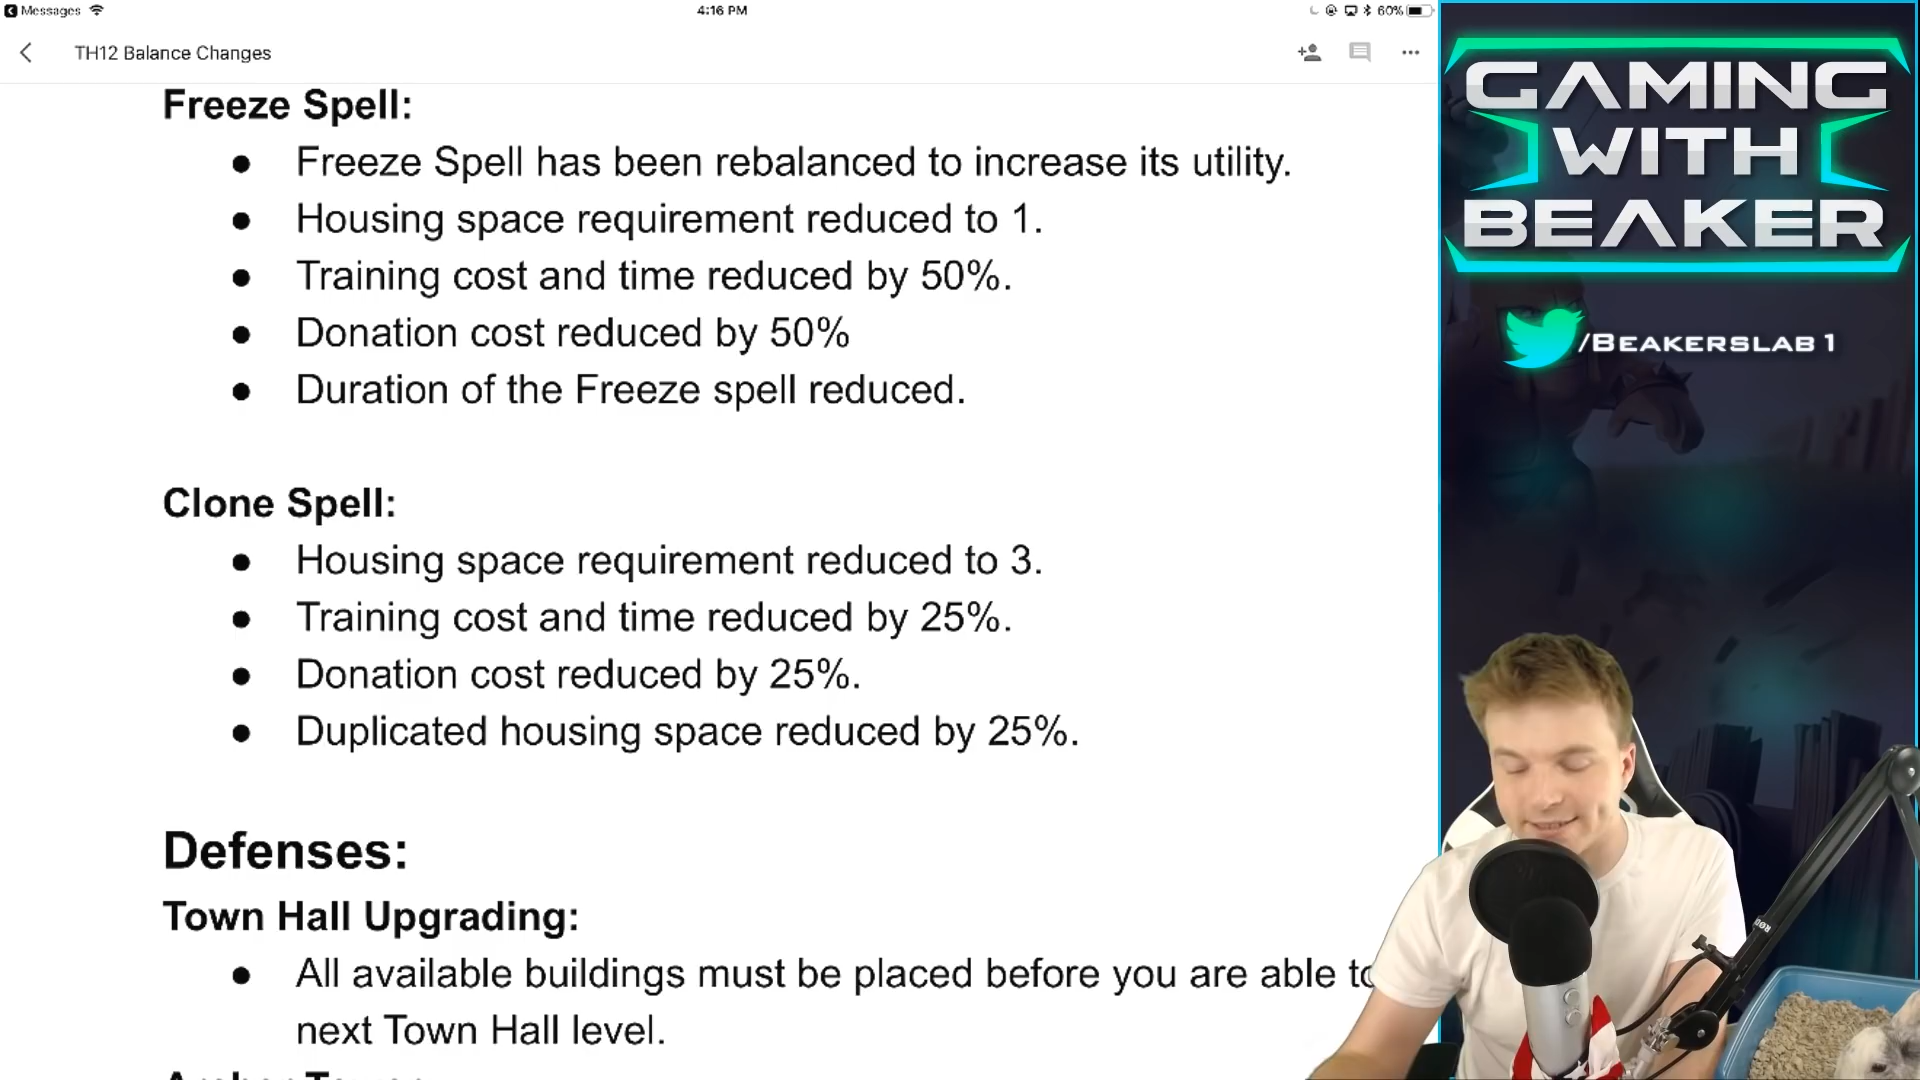 Messages
4:16 PM
60%
TH12 Balance Changes
Freeze Spell:
● Freeze Spell has been rebalanced to increase its utility.
● Housing space requirement reduced to 1.
● Training cost and time reduced by 50%.
● Donation cost reduced by 50%
● Duration of the Freeze spell reduced.
Clone Spell:
● Housing space requirement reduced to 3.
● Training cost and time reduced by 25%.
● Donation cost reduced by 25%.
● Duplicated housing space reduced by 25%.
Defenses:
Town Hall Upgrading:
● All available buildings must be placed before you are able to
next Town Hall level.
GAMING
WITH
BEAKER
/BEAKERSLAB1